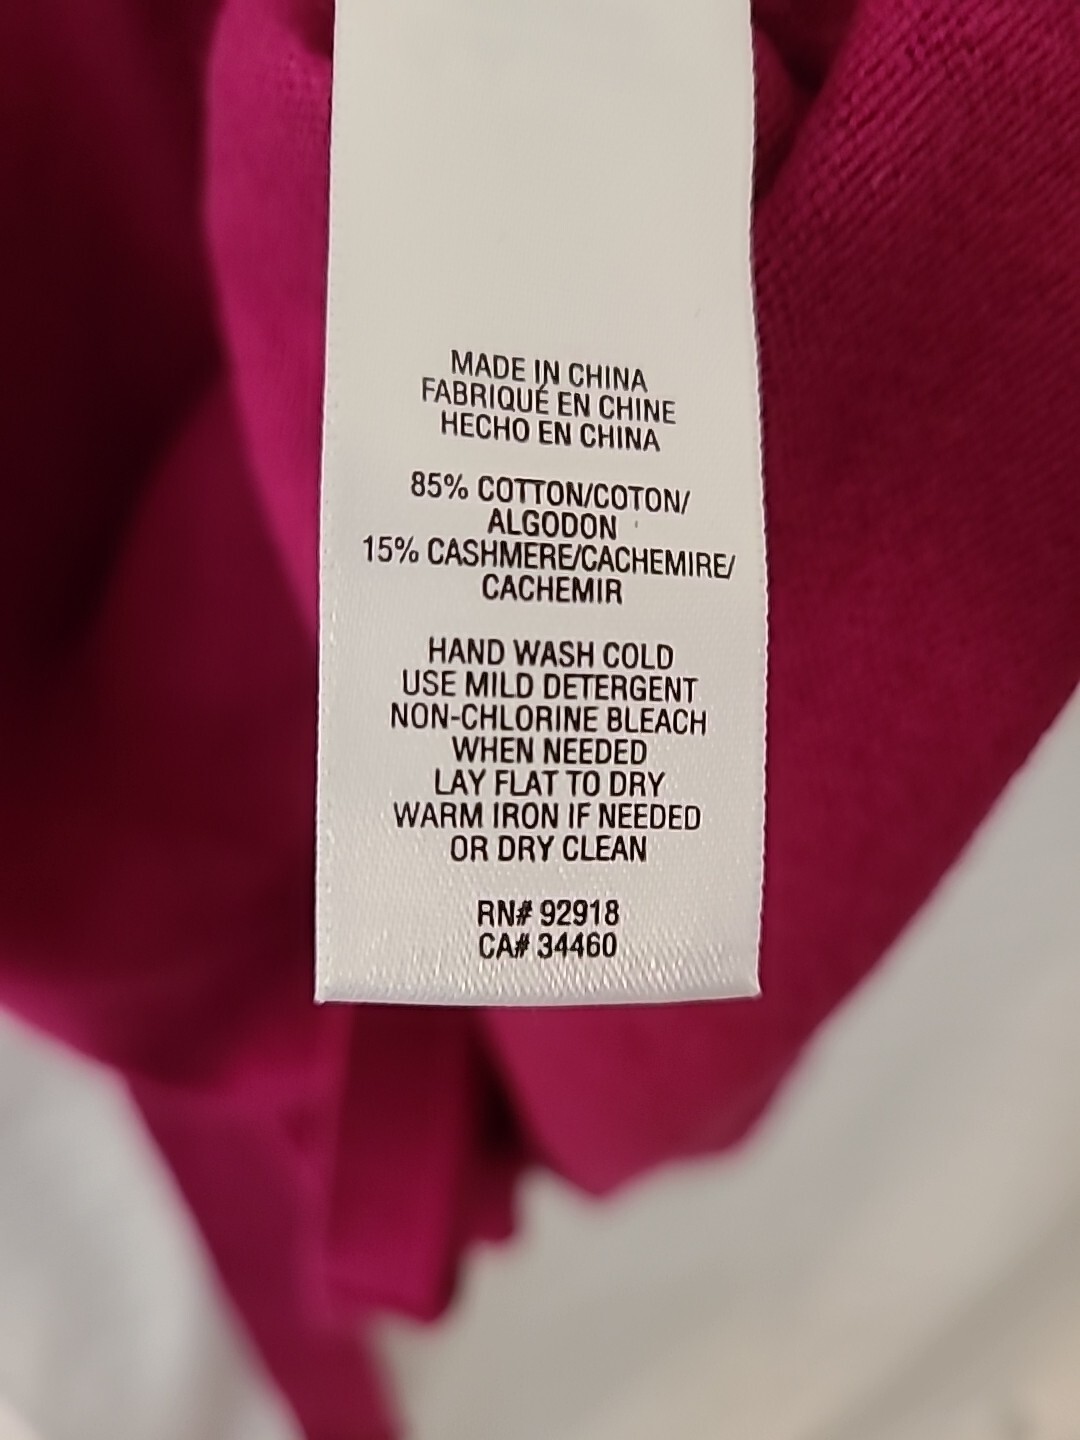 MADE IN CHINA
FABRIQUÉ EN CHINE
HECHO EN CHINA
85% COTTON/COTON/
ALGODON
15% CASHMERE/CACHEMIRE/
CACHEMIR
HAND WASH COLD
USE MILD DETERGENT
NON-CHLORINE BLEACH
WHEN NEEDED
LAY FLAT TO DRY
WARM IRON IF NEEDED
OR DRY CLEAN
RN# 92918
CA# 34460